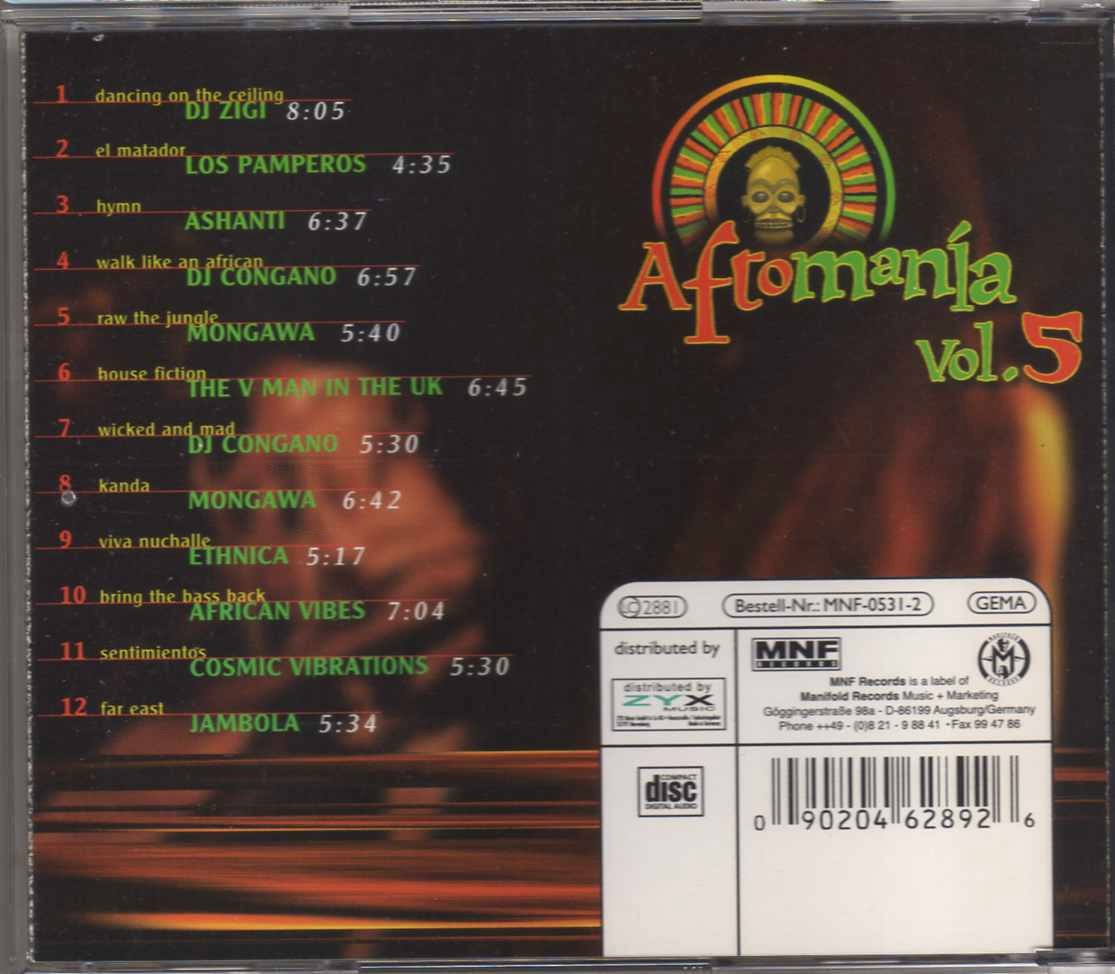 1 dancing on the ceiling
DJ ZIGI 8:05
2 el matador
LOS PAMPEROS 4:35
3 hymn
ASHANTI 6:37
4 walk like an african
DJ CONGANO 6:57
5 raw the jungle
MONGAWA 5:40
6 house fiction
THE V MAN IN THE UK 6:45
7 wicked and mad
DJ CONGANO 5:30
8 kanda
MONGAWA 6:42
9 viva nuchalle
ETHNICA 5:17
10 bring the bass back
AFRICAN VIBES 7:04
11 sentimientos
COSMIC VIBRATIONS 5:30
12 far east
JAMBOLA 5:34
Afromanía
vol.5
LC 2881
Bestell-Nr.: MNF-0531-2
GEMA
distributed by
distributed by
ZYX
MUSIC
MNF
RECORDS
MNF Records is a label of
Manifold Records Music + Marketing
Göggingerstraße 98a - D-86199 Augsburg/Germany
Phone ++49 - (0)8 21 - 9 88 41 • Fax 99 47 86
COMPACT
disc
DIGITAL AUDIO
0 90204 62892 6